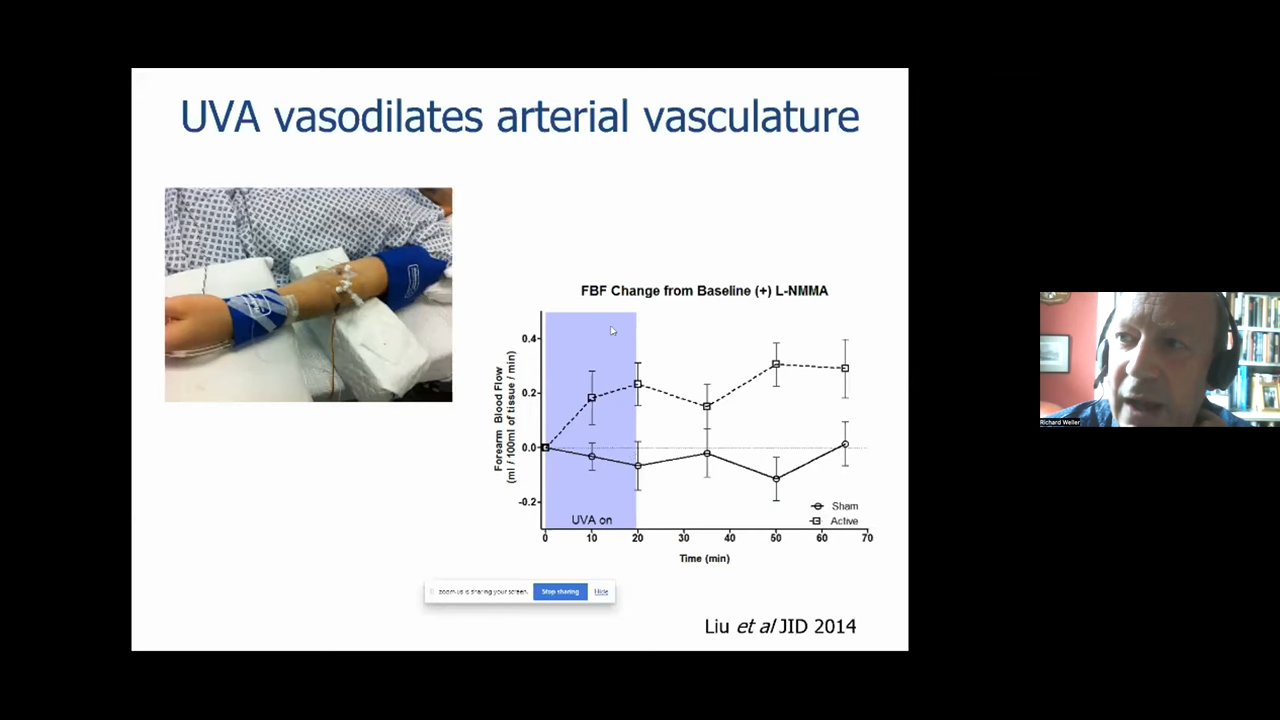 UVA vasodilates arterial vasculature
FBF Change from Baseline (+) L-NMMA
Forearm Blood Flow
(ml / 100ml of tissue / min)
0.4
0.2
0.0
-0.2
UVA on
Sham
Active
0 10 20 30 40 50 60 70
Time (min)
zoom.us is sharing your screen.
Stop sharing
Hide
Liu et al JID 2014
Richard Weller